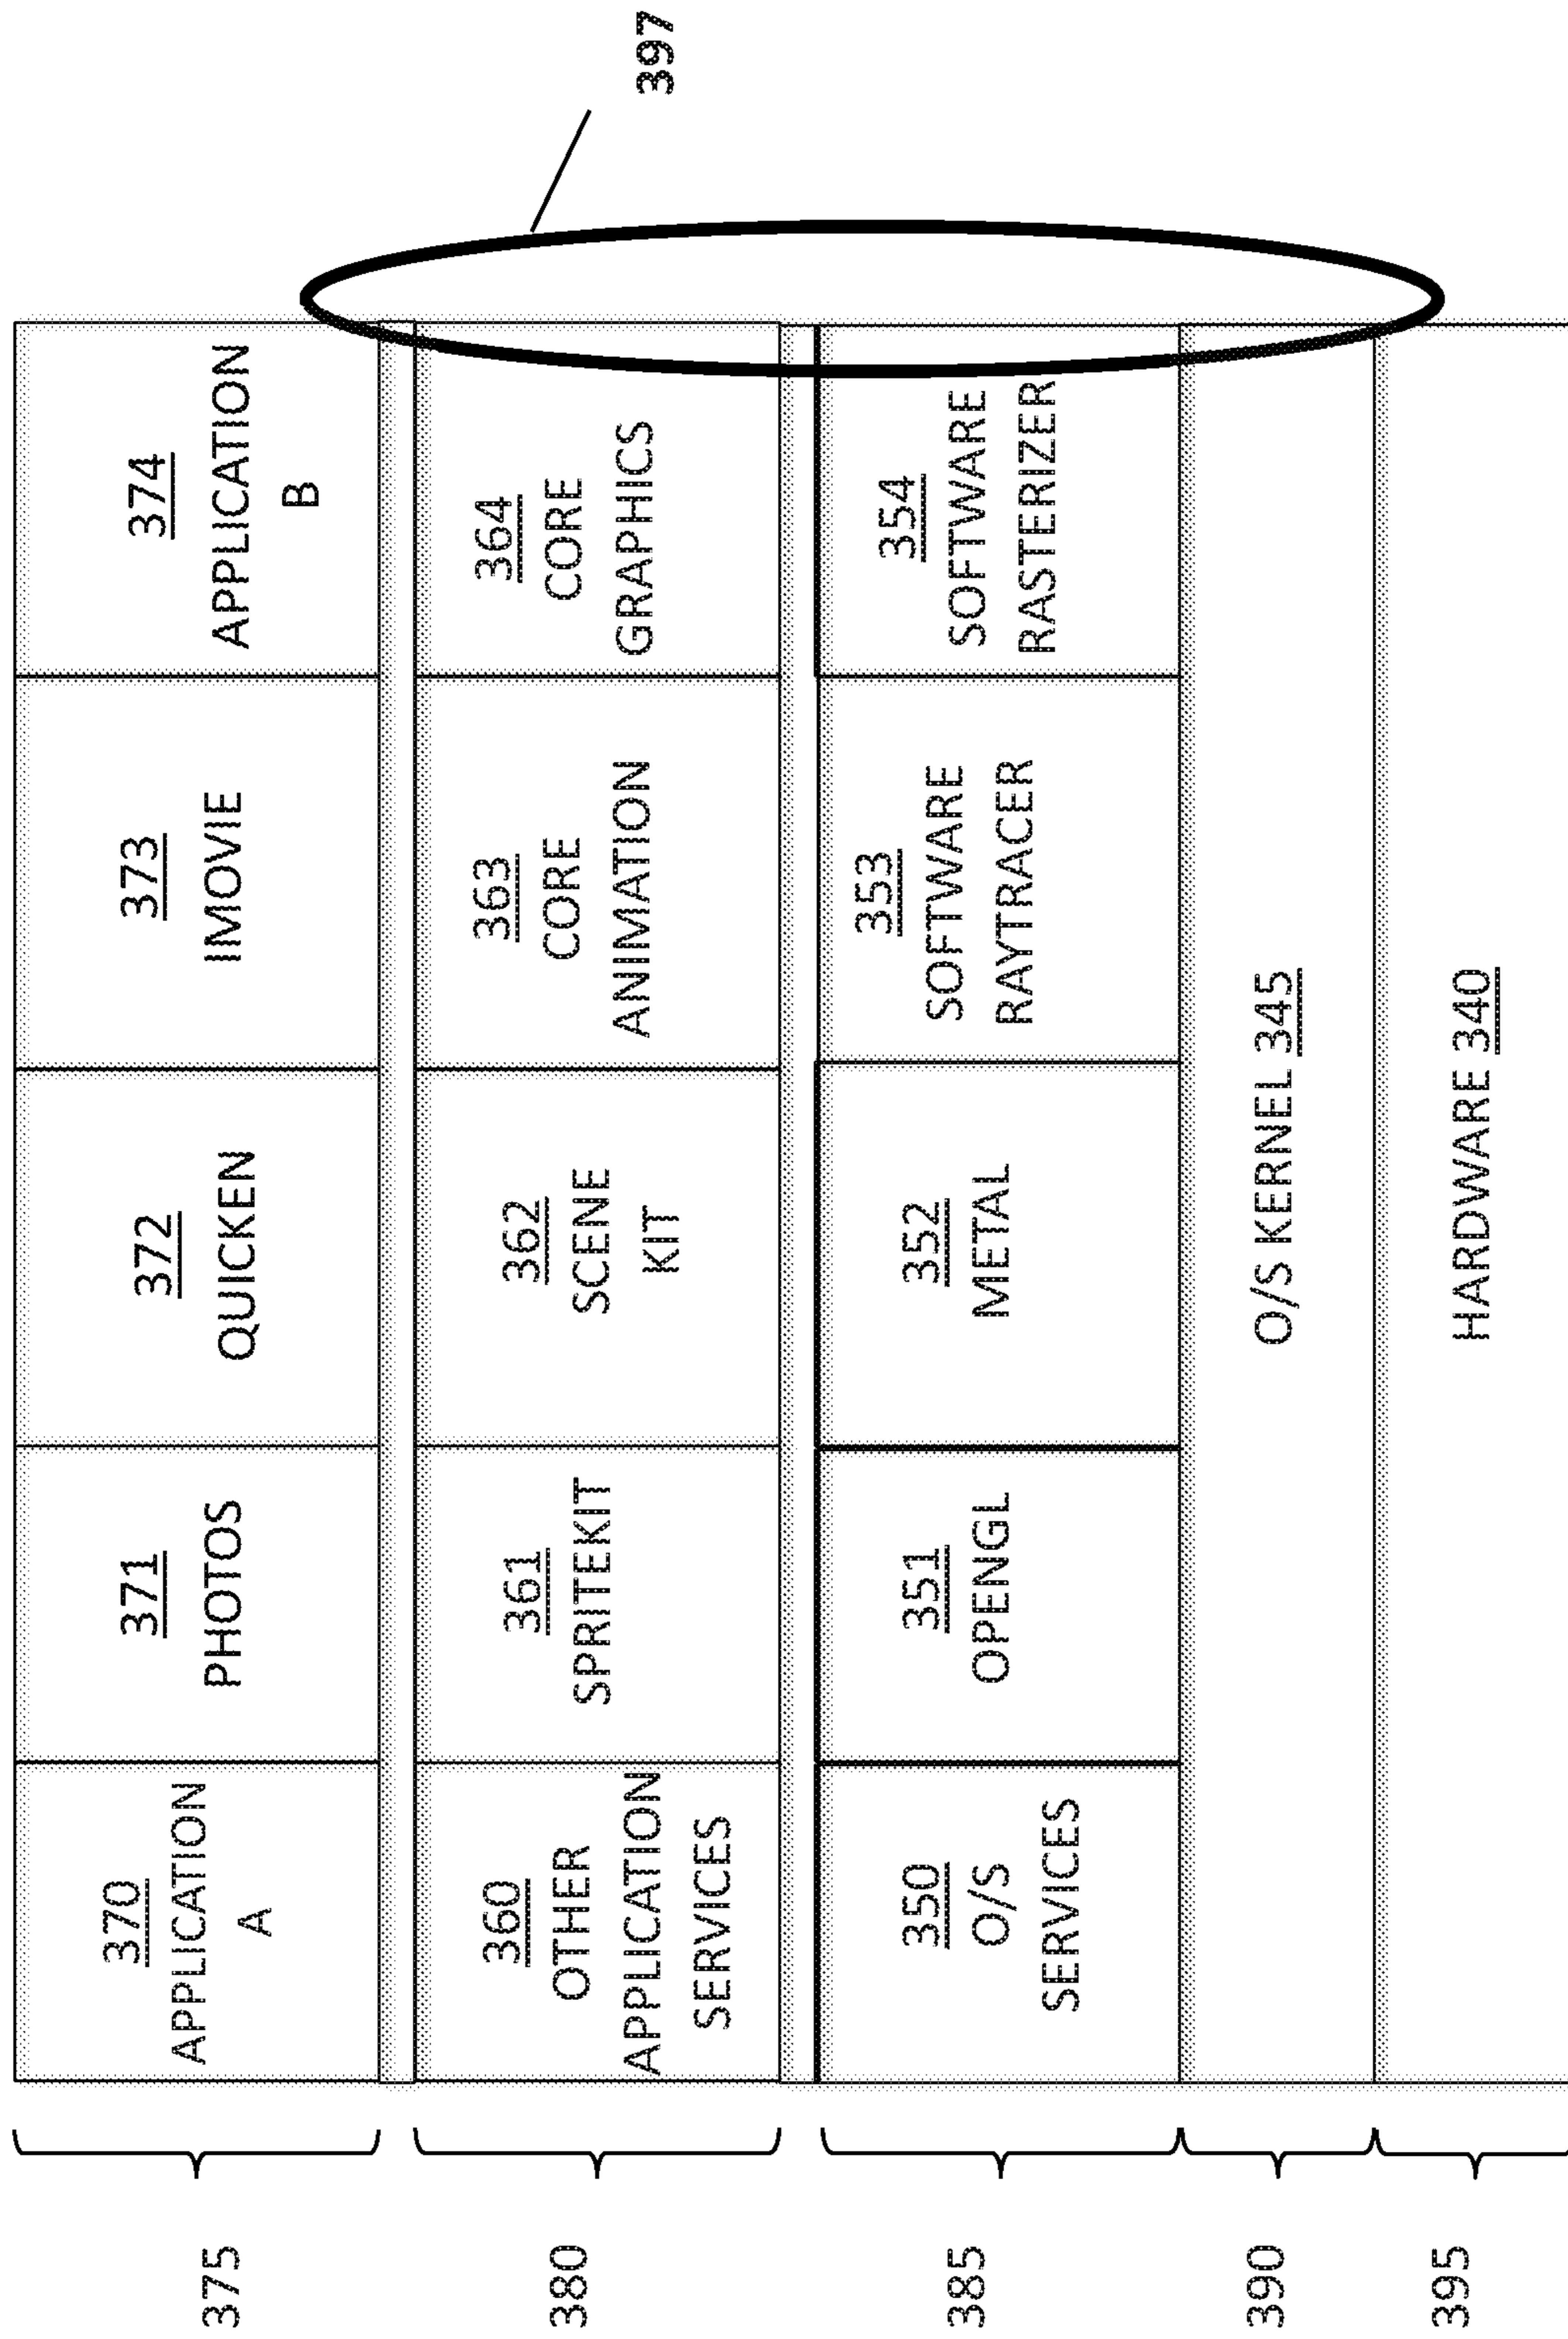 375
370
APPLICATION
A
371
PHOTOS
372
QUICKEN
373
IMOVIE
374
APPLICATION
B
380
360
OTHER
APPLICATION
SERVICES
361
SPRITEKIT
362
SCENE
KIT
363
CORE
ANIMATION
364
CORE
GRAPHICS
397
385
350
O/S
SERVICES
351
OPENGL
352
METAL
353
SOFTWARE
RAYTRACER
354
SOFTWARE
RASTERIZER
390
O/S KERNEL 345
395
HARDWARE 340